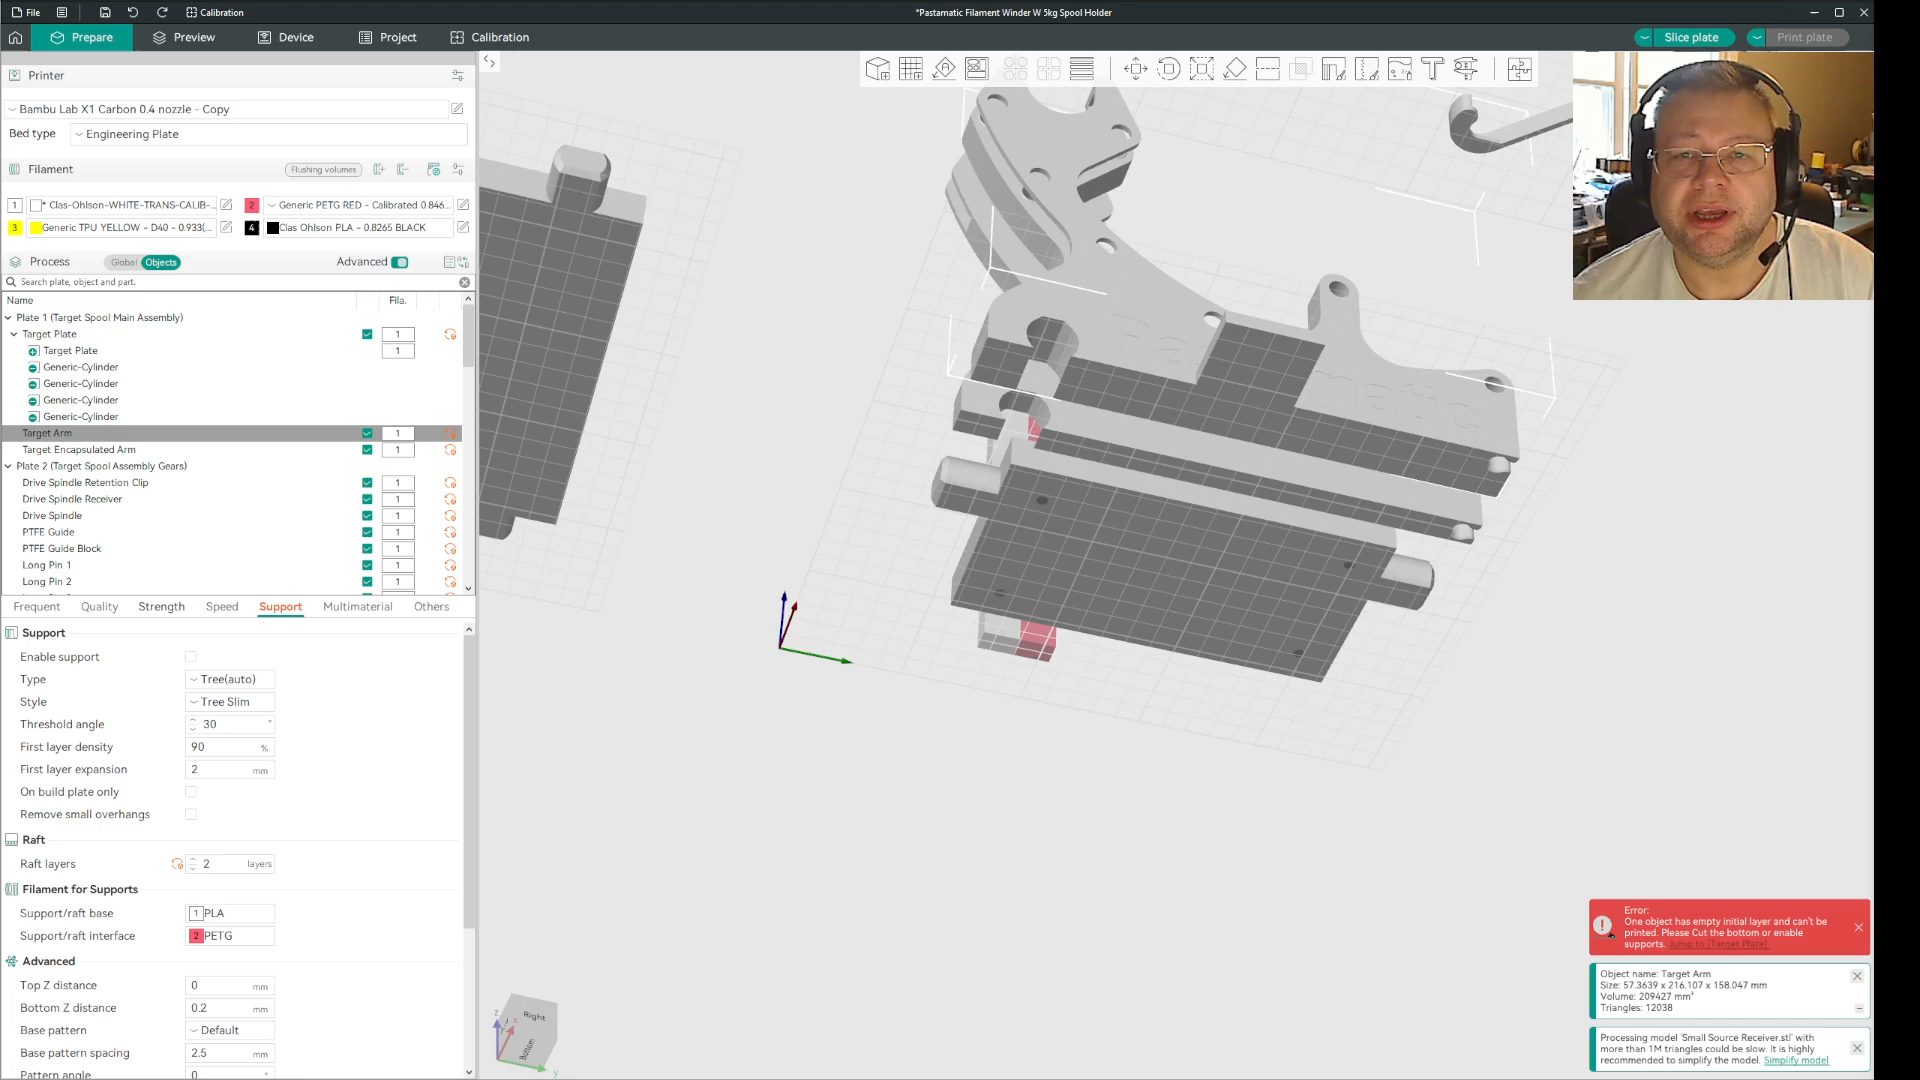 File
Calibration
*Pastamatic Filament Winder W 5kg Spool Holder
Prepare
Preview
Device
Project
Calibration
Slice plate
Print plate
Printer
Bambu Lab X1 Carbon 0.4 nozzle - Copy
Bed type
Engineering Plate
Filament
Flushing volumes
1
* Clas-Ohlson-WHITE-TRANS-CALIB-...
2
Generic PETG RED - Calibrated 0.846...
3
Generic TPU YELLOW - D40 - 0.933(...
4
Clas Ohlson PLA - 0.8265 BLACK
Process
Global
Objects
Advanced
Search plate, object and part.
Name
Fila.
Plate 1 (Target Spool Main Assembly)
Target Plate 1
Target Plate 1
Generic-Cylinder
Generic-Cylinder
Generic-Cylinder
Generic-Cylinder
Target Arm 1
Target Encapsulated Arm 1
Plate 2 (Target Spool Assembly Gears)
Drive Spindle Retention Clip 1
Drive Spindle Receiver 1
Drive Spindle 1
PTFE Guide 1
PTFE Guide Block 1
Long Pin 1 1
Long Pin 2 1
Frequent
Quality
Strength
Speed
Support
Multimaterial
Others
Support
Enable support
Type Tree(auto)
Style Tree Slim
Threshold angle 30 °
First layer density 90 %
First layer expansion 2 mm
On build plate only
Remove small overhangs
Raft
Raft layers 2 layers
Filament for Supports
Support/raft base 1 PLA
Support/raft interface 2 PETG
Advanced
Top Z distance 0 mm
Bottom Z distance 0.2 mm
Base pattern Default
Base pattern spacing 2.5 mm
Pattern angle 0 °
z
x
Right
Bottom
y
Error:
One object has empty initial layer and can't be
printed. Please Cut the bottom or enable
supports. Jump to [Target Plate]
Object name: Target Arm
Size: 57.3639 x 216.107 x 158.047 mm
Volume: 209427 mm³
Triangles: 12038
Processing model 'Small Source Receiver.stl' with
more than 1M triangles could be slow. It is highly
recommended to simplify the model. Simplify model